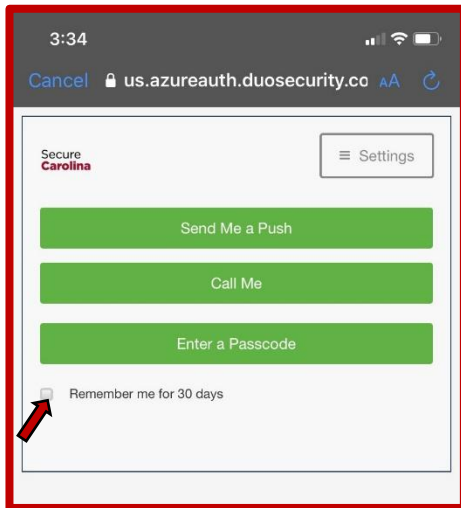 3:34
Cancel us.azureauth.duosecurity.co AA
Secure
Carolina
Settings
Send Me a Push
Call Me
Enter a Passcode
Remember me for 30 days